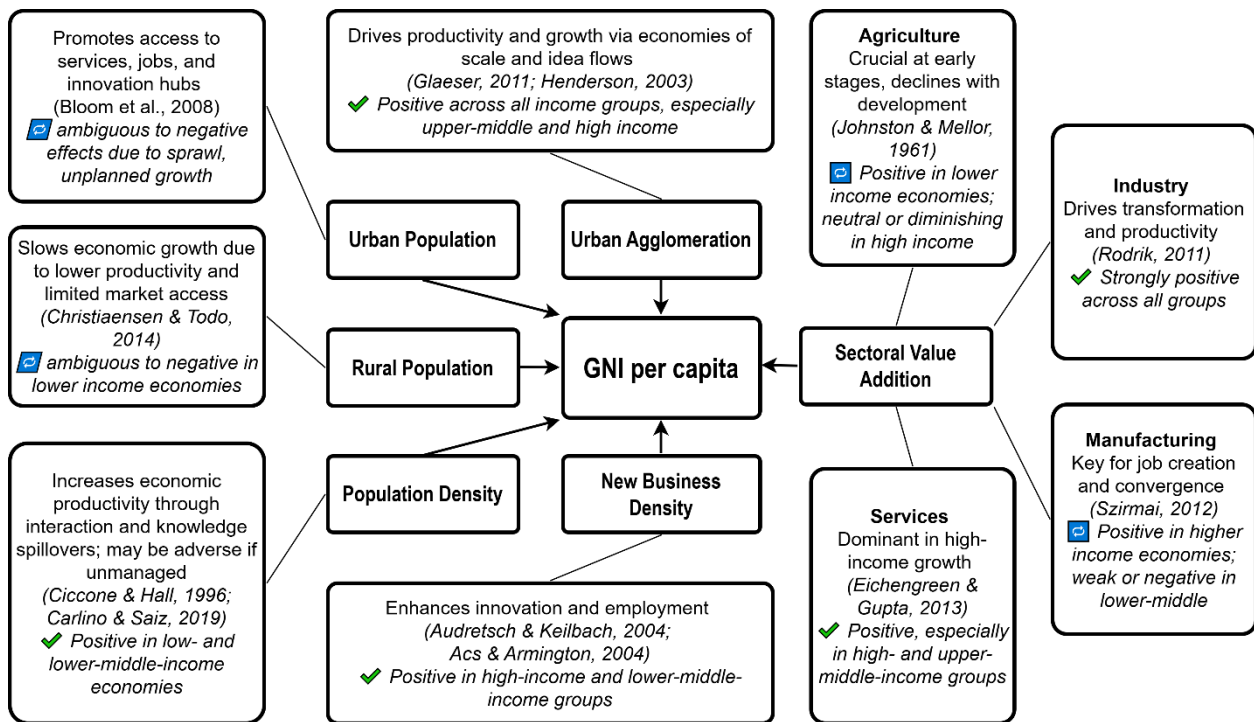 Promotes access to
services, jobs, and
innovation hubs
(Bloom et al., 2008)
ambiguous to negative
effects due to sprawl,
unplanned growth
Drives productivity and growth via economies of
scale and idea flows
(Glaeser, 2011; Henderson, 2003)
Positive across all income groups, especially
upper-middle and high income
Agriculture
Crucial at early
stages, declines with
development
(Johnston & Mellor,
1961)
Positive in lower
income economies;
neutral or diminishing
in high income
Industry
Drives transformation
and productivity
(Rodrik, 2011)
Strongly positive
across all groups
Urban Population
Urban Agglomeration
Slows economic growth due
to lower productivity and
limited market access
(Christiaensen & Todo,
2014)
ambiguous to negative in
lower income economies
Rural Population
GNI per capita
Sectoral Value
Addition
Increases economic
productivity through
interaction and knowledge
spillovers; may be adverse if
unmanaged
(Ciccone & Hall, 1996;
Carlino & Saiz, 2019)
Positive in low- and
lower-middle-income
economies
Population Density
New Business
Density
Enhances innovation and employment
(Audretsch & Keilbach, 2004;
Acs & Armington, 2004)
Positive in high-income and lower-middle-
income groups
Services
Dominant in high-
income growth
(Eichengreen &
Gupta, 2013)
Positive, especially
in high- and upper-
middle-income groups
Manufacturing
Key for job creation
and convergence
(Szirmai, 2012)
Positive in higher
income economies;
weak or negative in
lower-middle